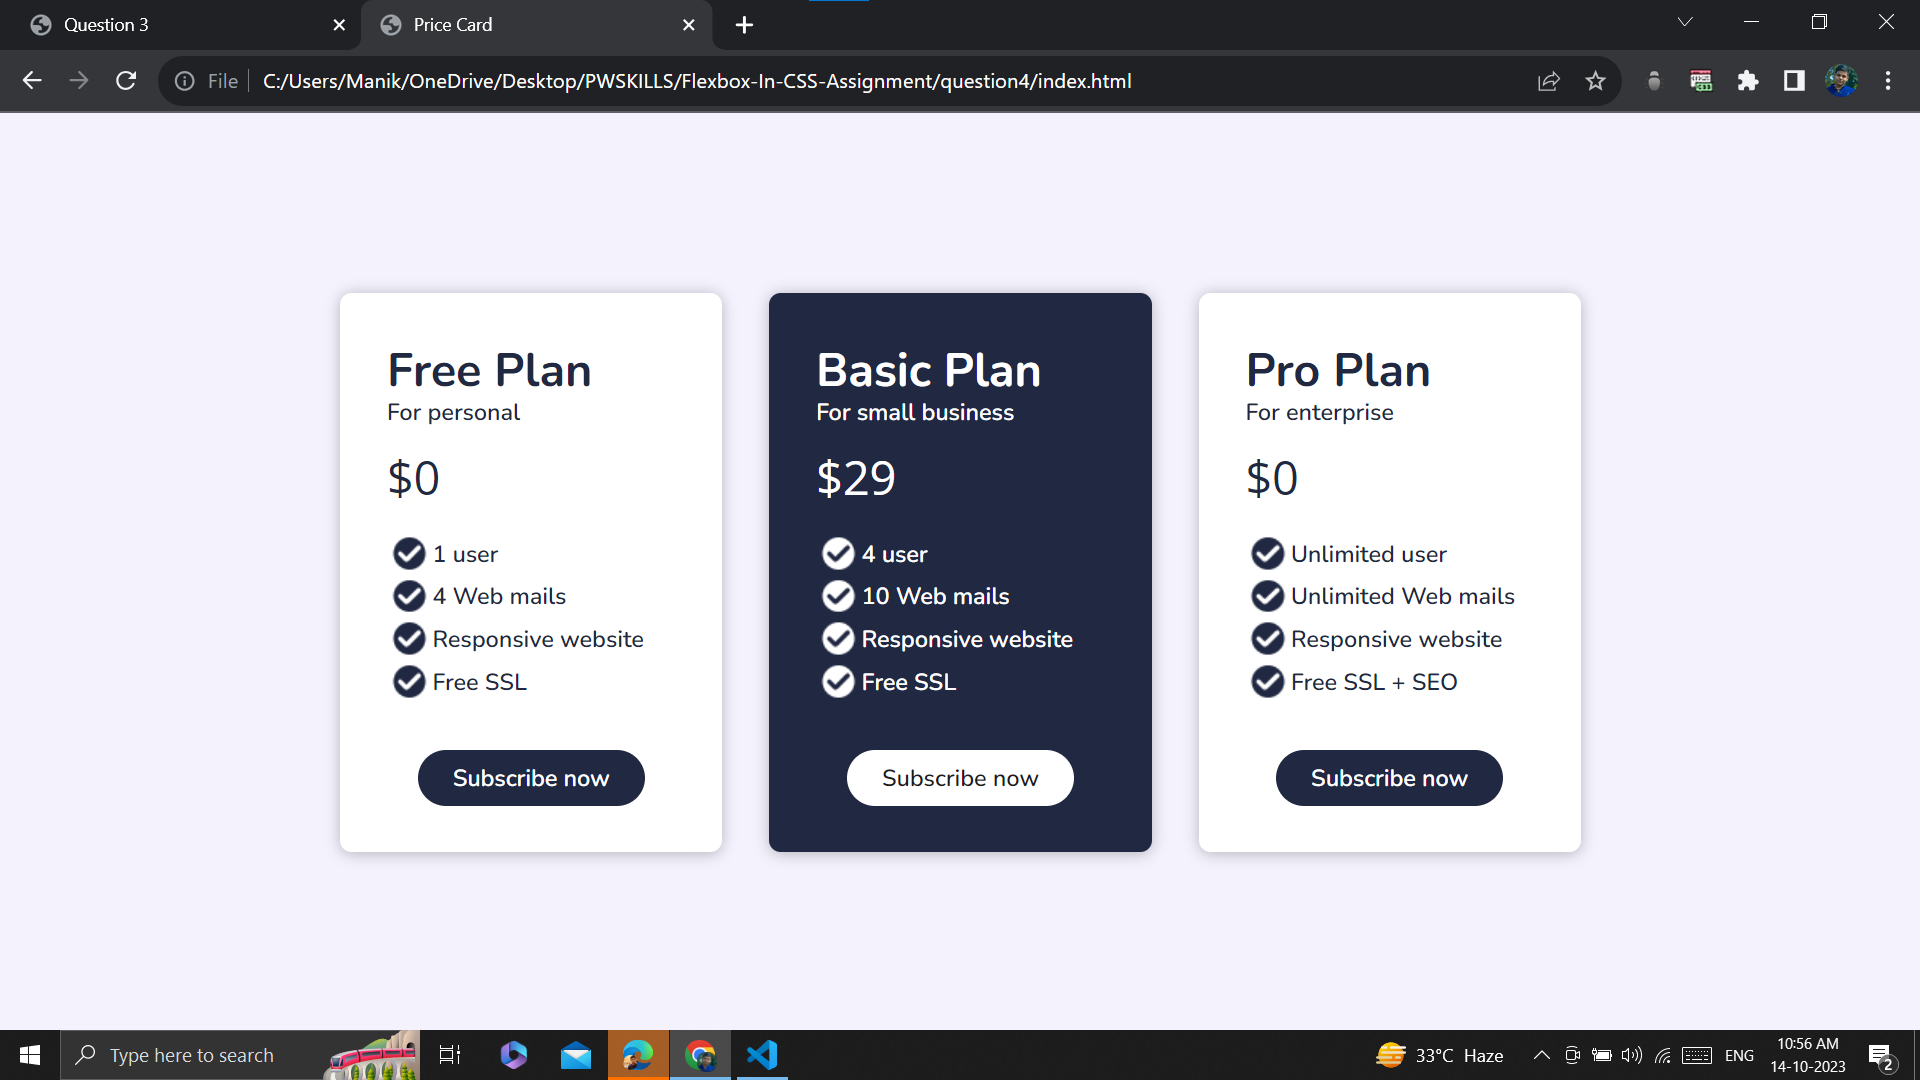 Question 3
Price Card
File
C:/Users/Manik/OneDrive/Desktop/PWSKILLS/Flexbox-In-CSS-Assignment/question4/index.html
Free Plan
For personal
$0
1 user
4 Web mails
Responsive website
Free SSL
Subscribe now
Basic Plan
For small business
$29
4 user
10 Web mails
Responsive website
Free SSL
Subscribe now
Pro Plan
For enterprise
$0
Unlimited user
Unlimited Web mails
Responsive website
Free SSL + SEO
Subscribe now
Type here to search
33°C Haze
ENG
10:56 AM
14-10-2023
2